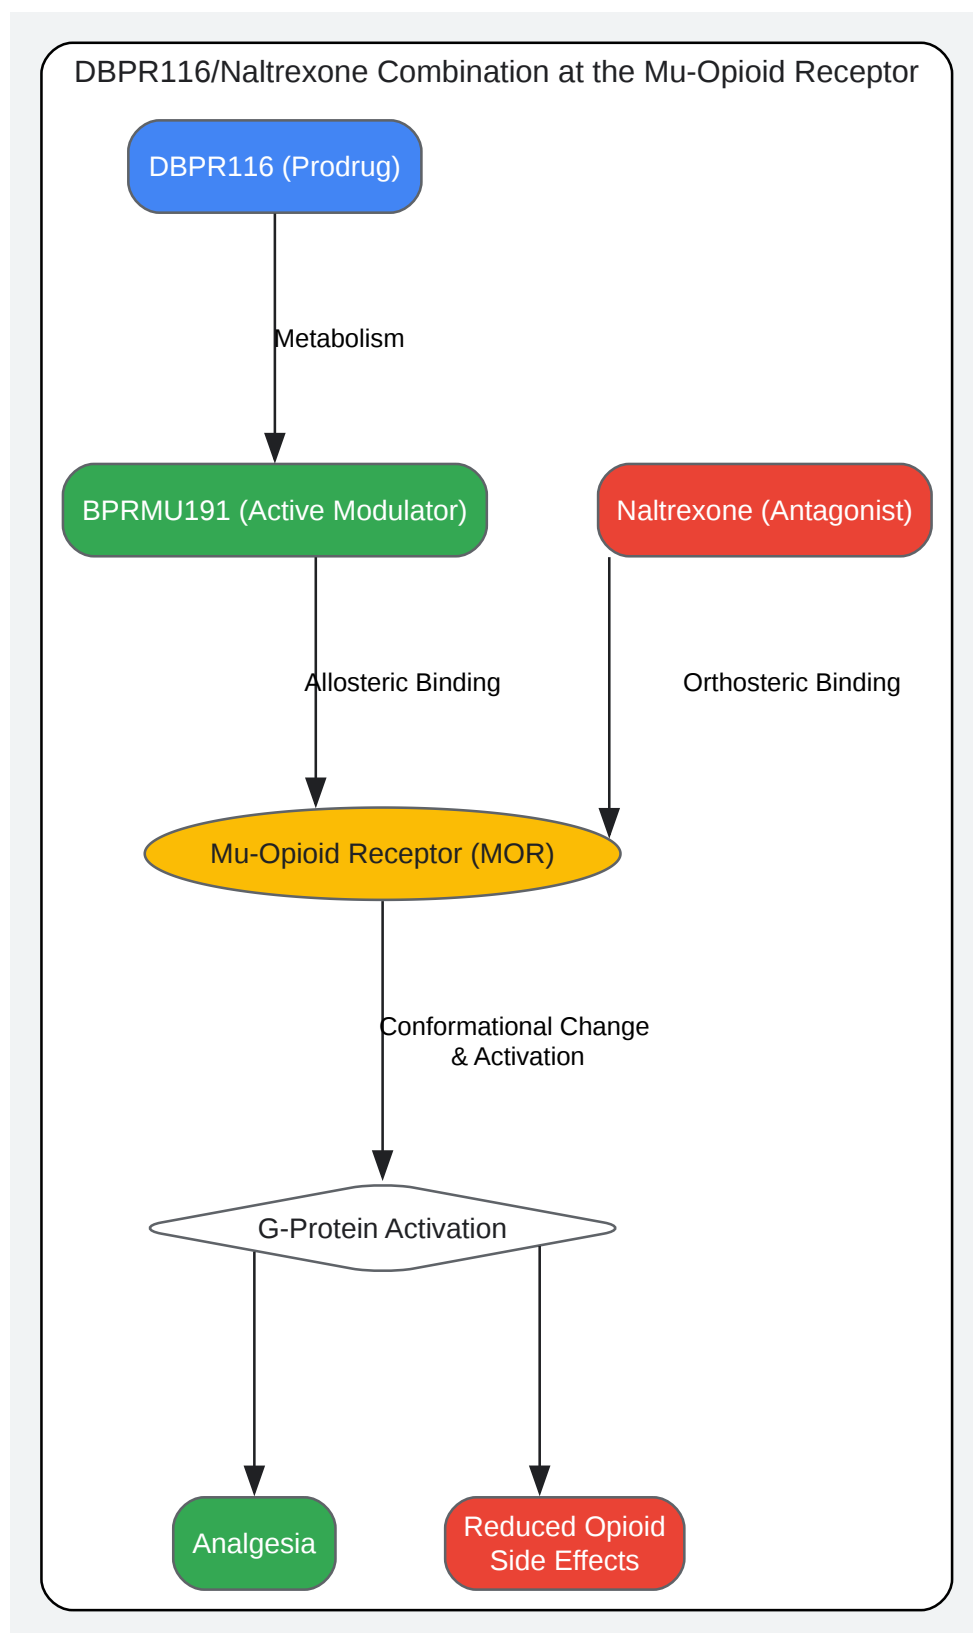 DBPR116/Naltrexone Combination at the Mu-Opioid Receptor
DBPR116 (Prodrug)
Metabolism
BPRMU191 (Active Modulator)
Naltrexone (Antagonist)
Allosteric Binding
Orthosteric Binding
Mu-Opioid Receptor (MOR)
Conformational Change
& Activation
G-Protein Activation
Analgesia
Reduced Opioid
Side Effects